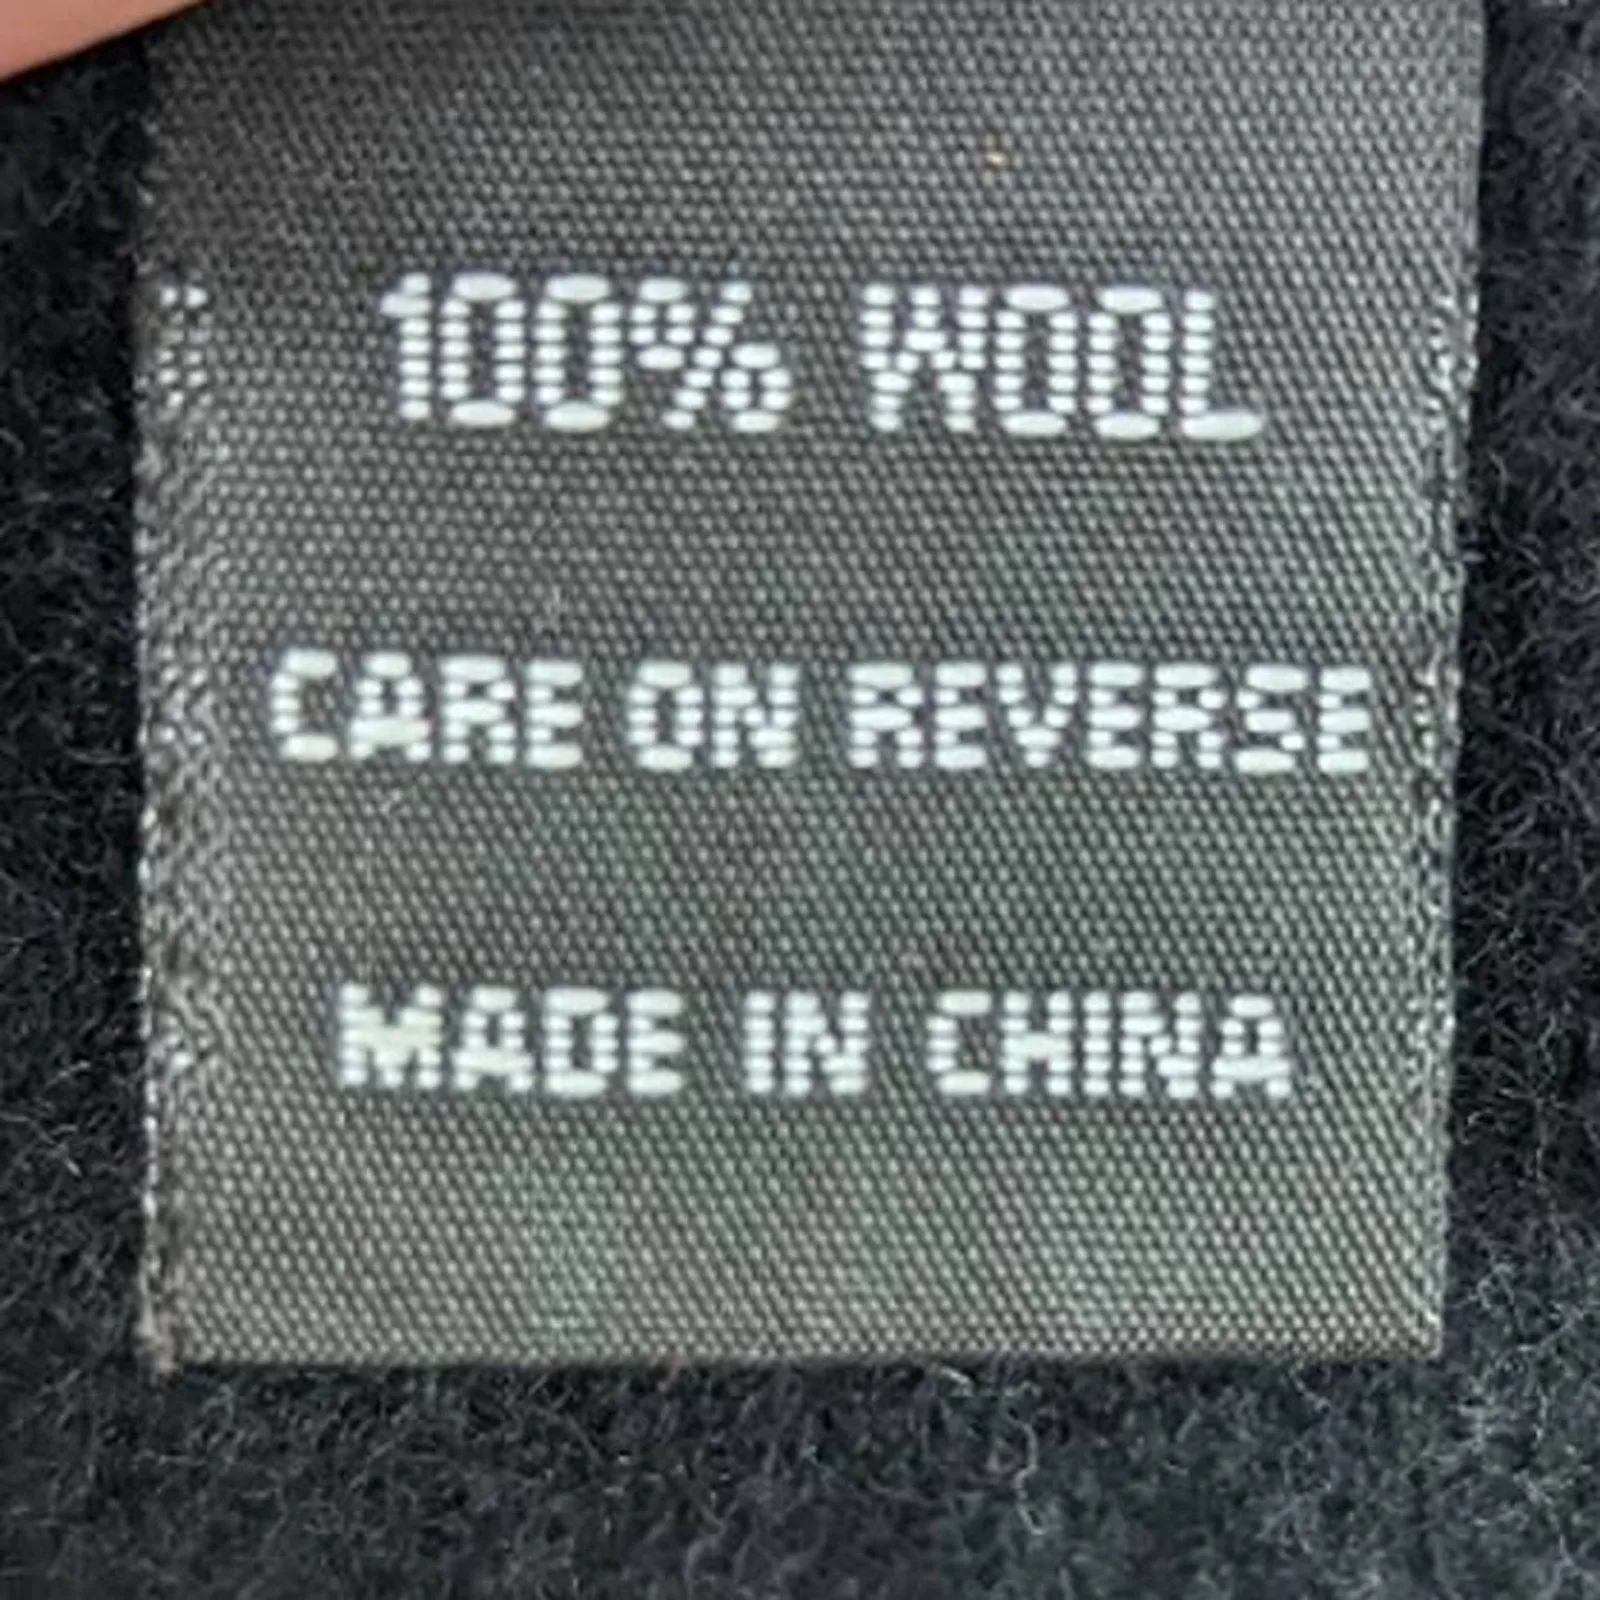 100% WOOL
CARE ON REVERSE
MADE IN CHINA